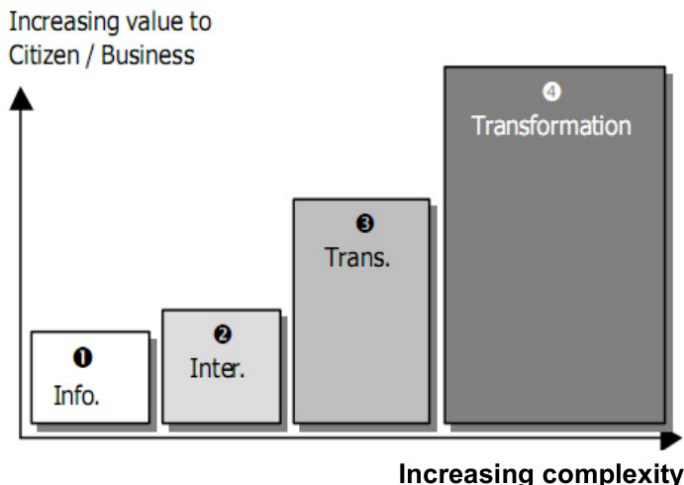 Increasing value to
Citizen / Business
❹
Transformation
❸
Trans.
❷
Inter.
❶
Info.
Increasing complexity